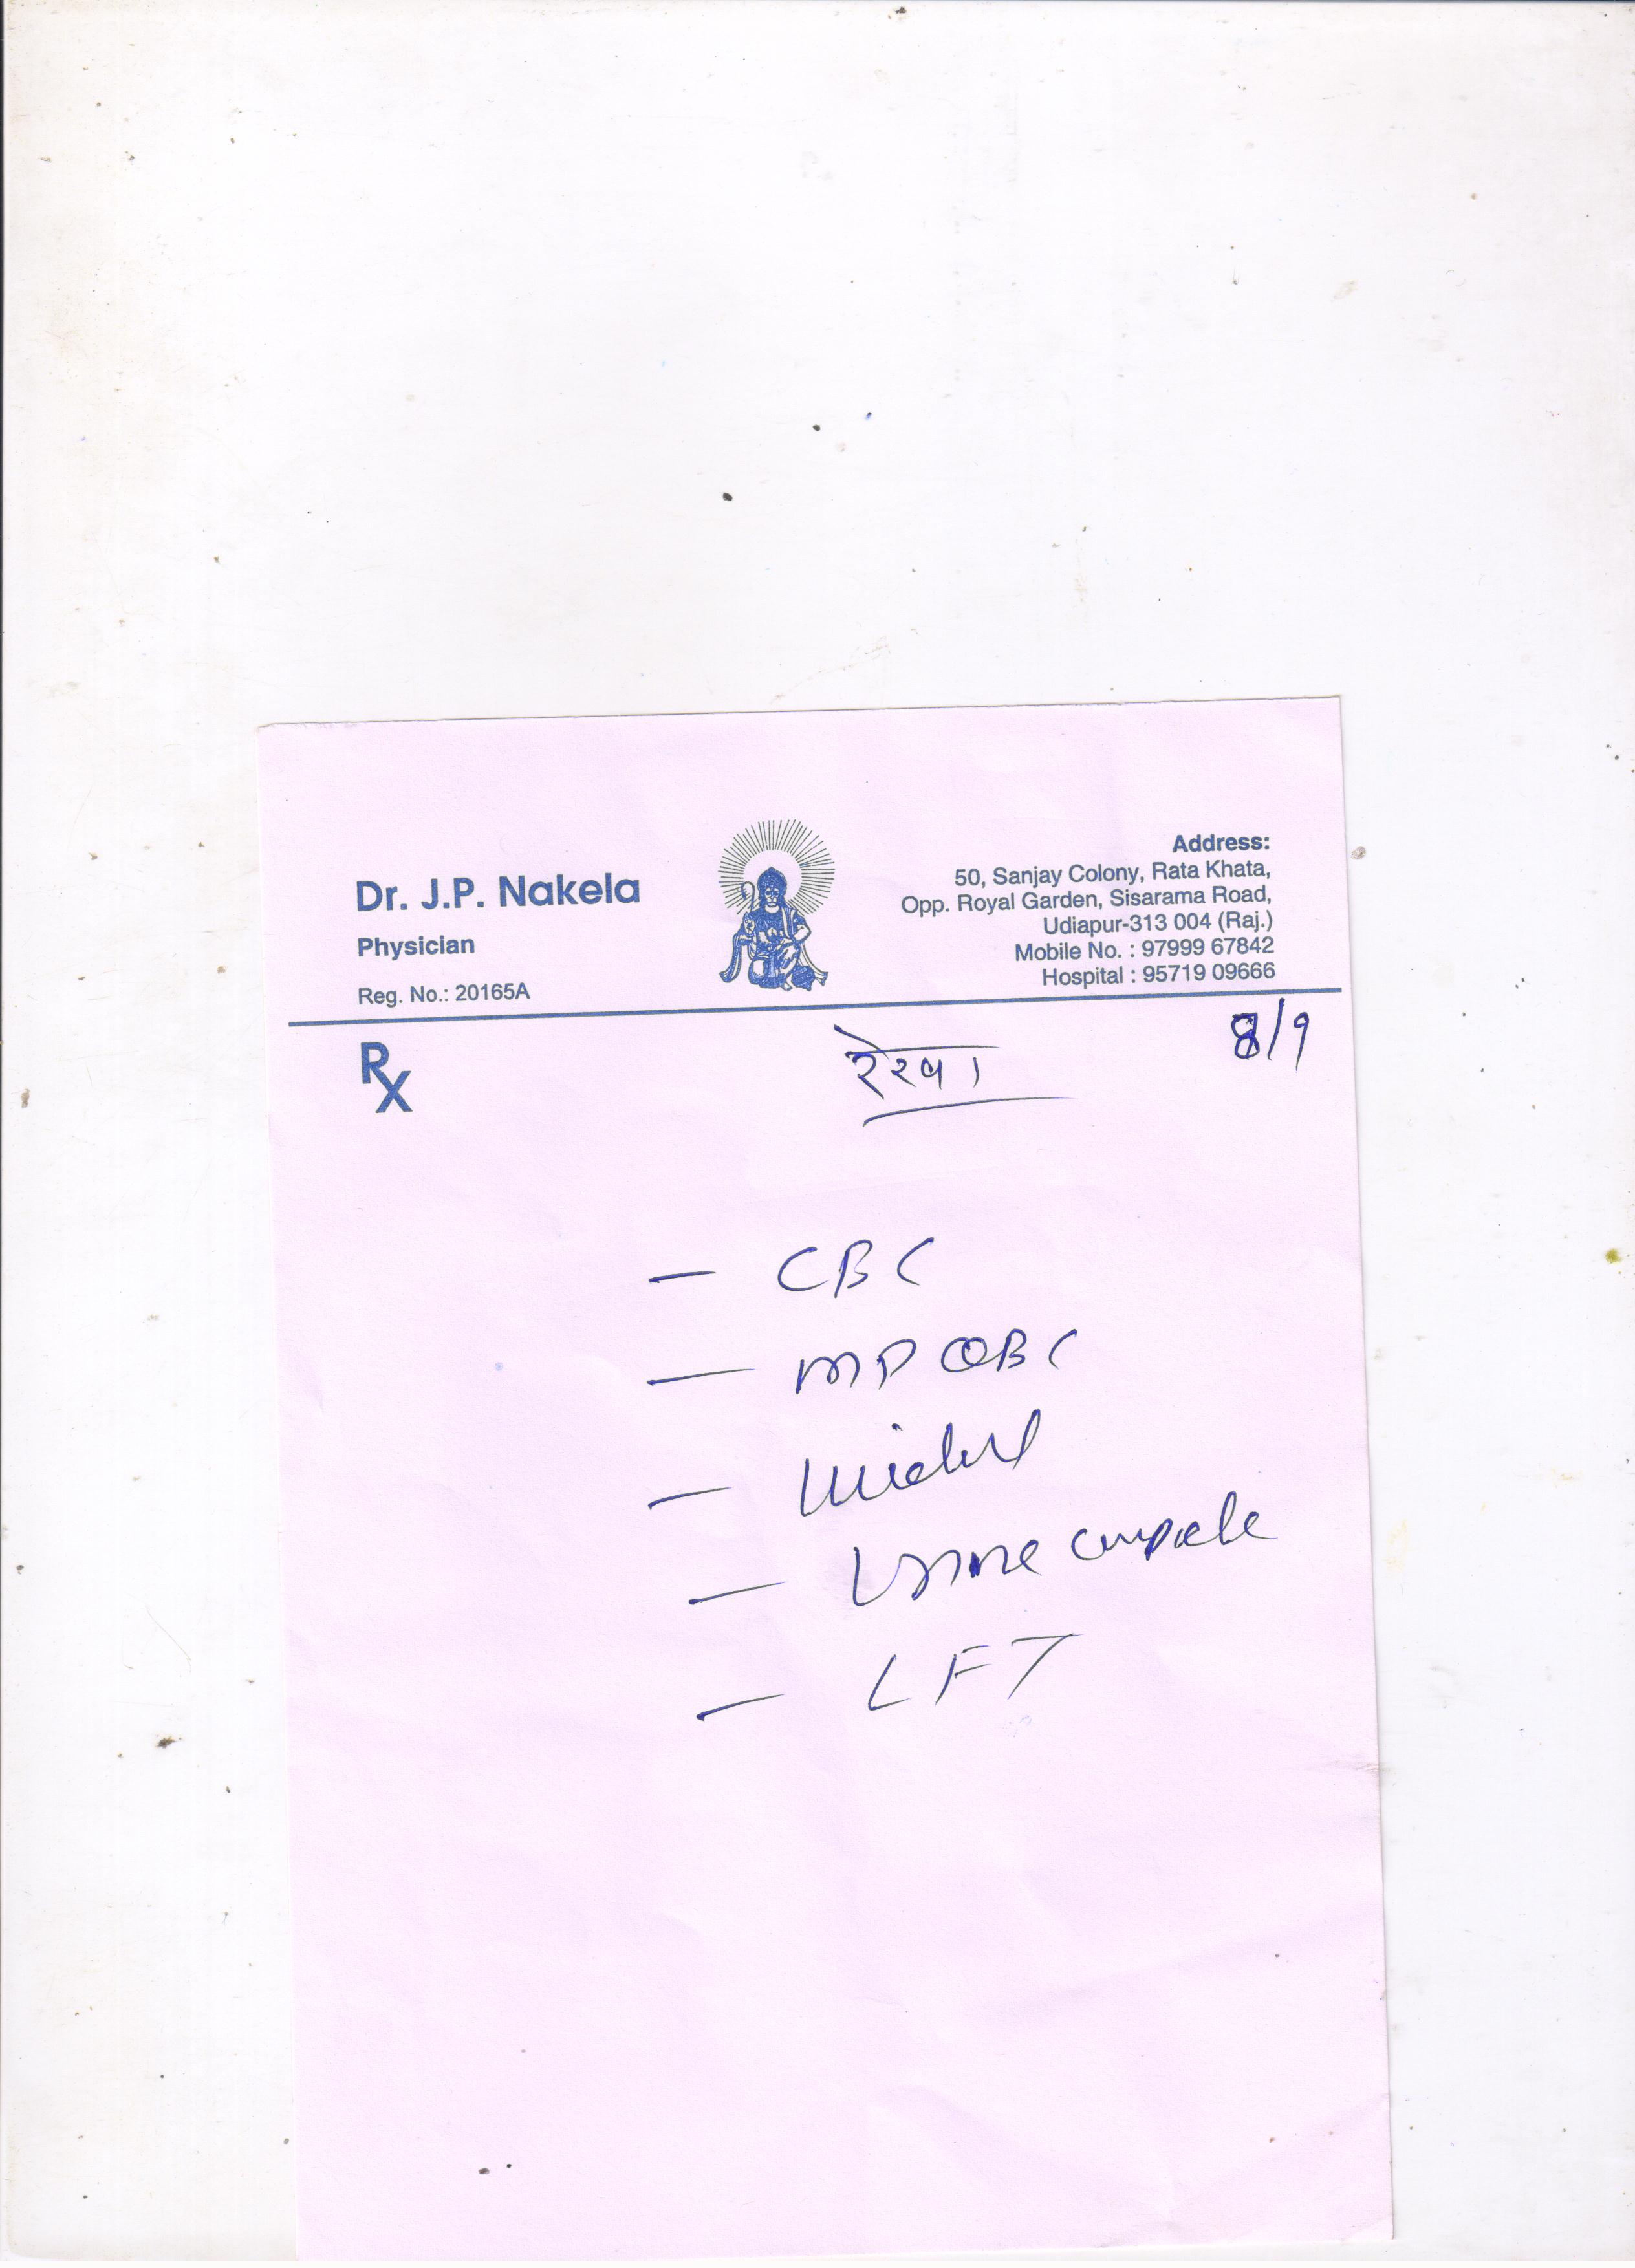 Dr. J.P. Nakela
Physician
Reg. No.: 20165A
Address:
50, Sanjay Colony, Rata Khata,
Opp. Royal Garden, Sisarama Road,
Udiapur-313 004 (Raj.)
Mobile No. : 97999 67842
Hospital : 95719 09666
Rx
रेखा
8/9
- CBC
- MP QBC
- Widal
- Urine complete
- LFT